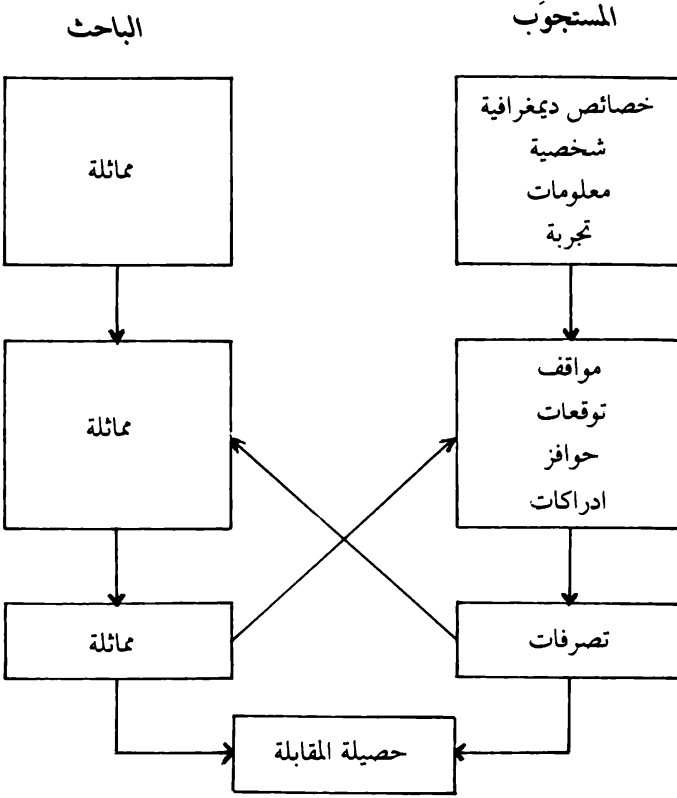 المستجوَب
الباحث
خصائص ديمغرافية
شخصية
معلومات
تجربة
مماثلة
مواقف
توقعات
حوافز
ادراكات
مماثلة
تصرفات
مماثلة
حصيلة المقابلة